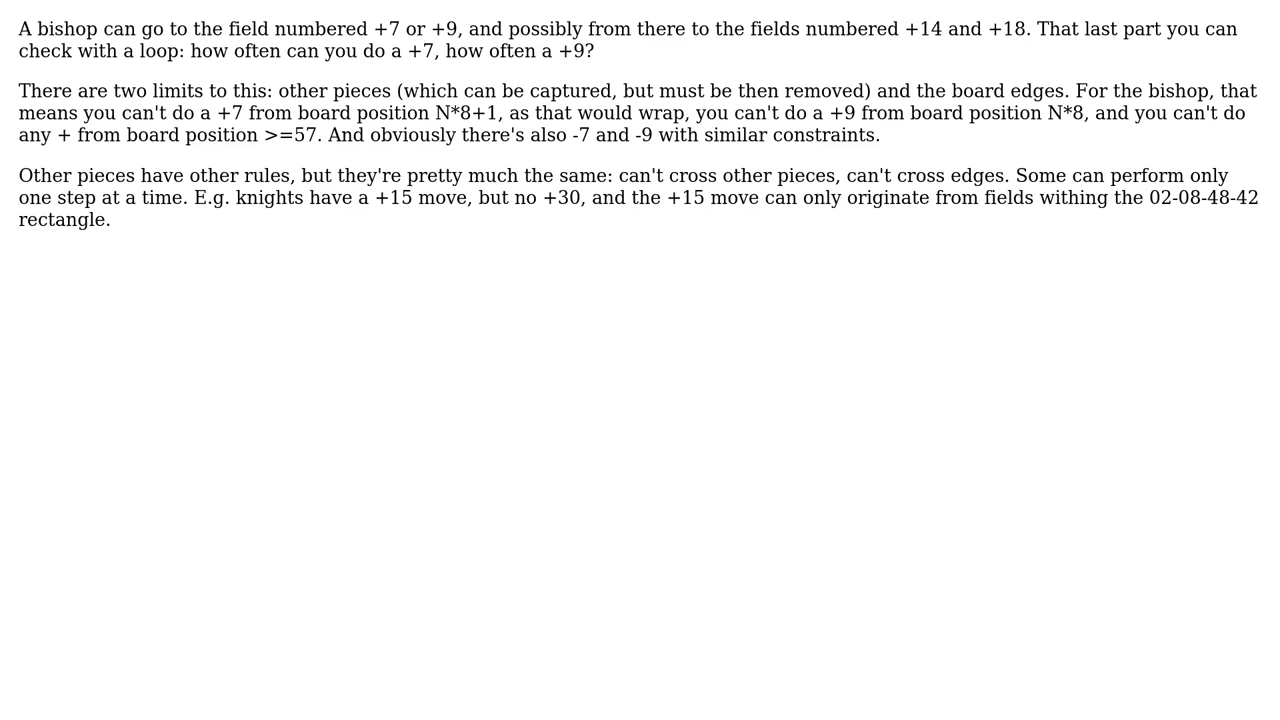 A bishop can go to the field numbered +7 or +9, and possibly from there to the fields numbered +14 and +18. That last part you can
check with a loop: how often can you do a +7, how often a +9?
There are two limits to this: other pieces (which can be captured, but must be then removed) and the board edges. For the bishop, that
means you can't do a +7 from board position N*8+1, as that would wrap, you can't do a +9 from board position N*8, and you can't do
any + from board position >=57. And obviously there's also -7 and -9 with similar constraints.
Other pieces have other rules, but they're pretty much the same: can't cross other pieces, can't cross edges. Some can perform only
one step at a time. E.g. knights have a +15 move, but no +30, and the +15 move can only originate from fields withing the 02-08-48-42
rectangle.